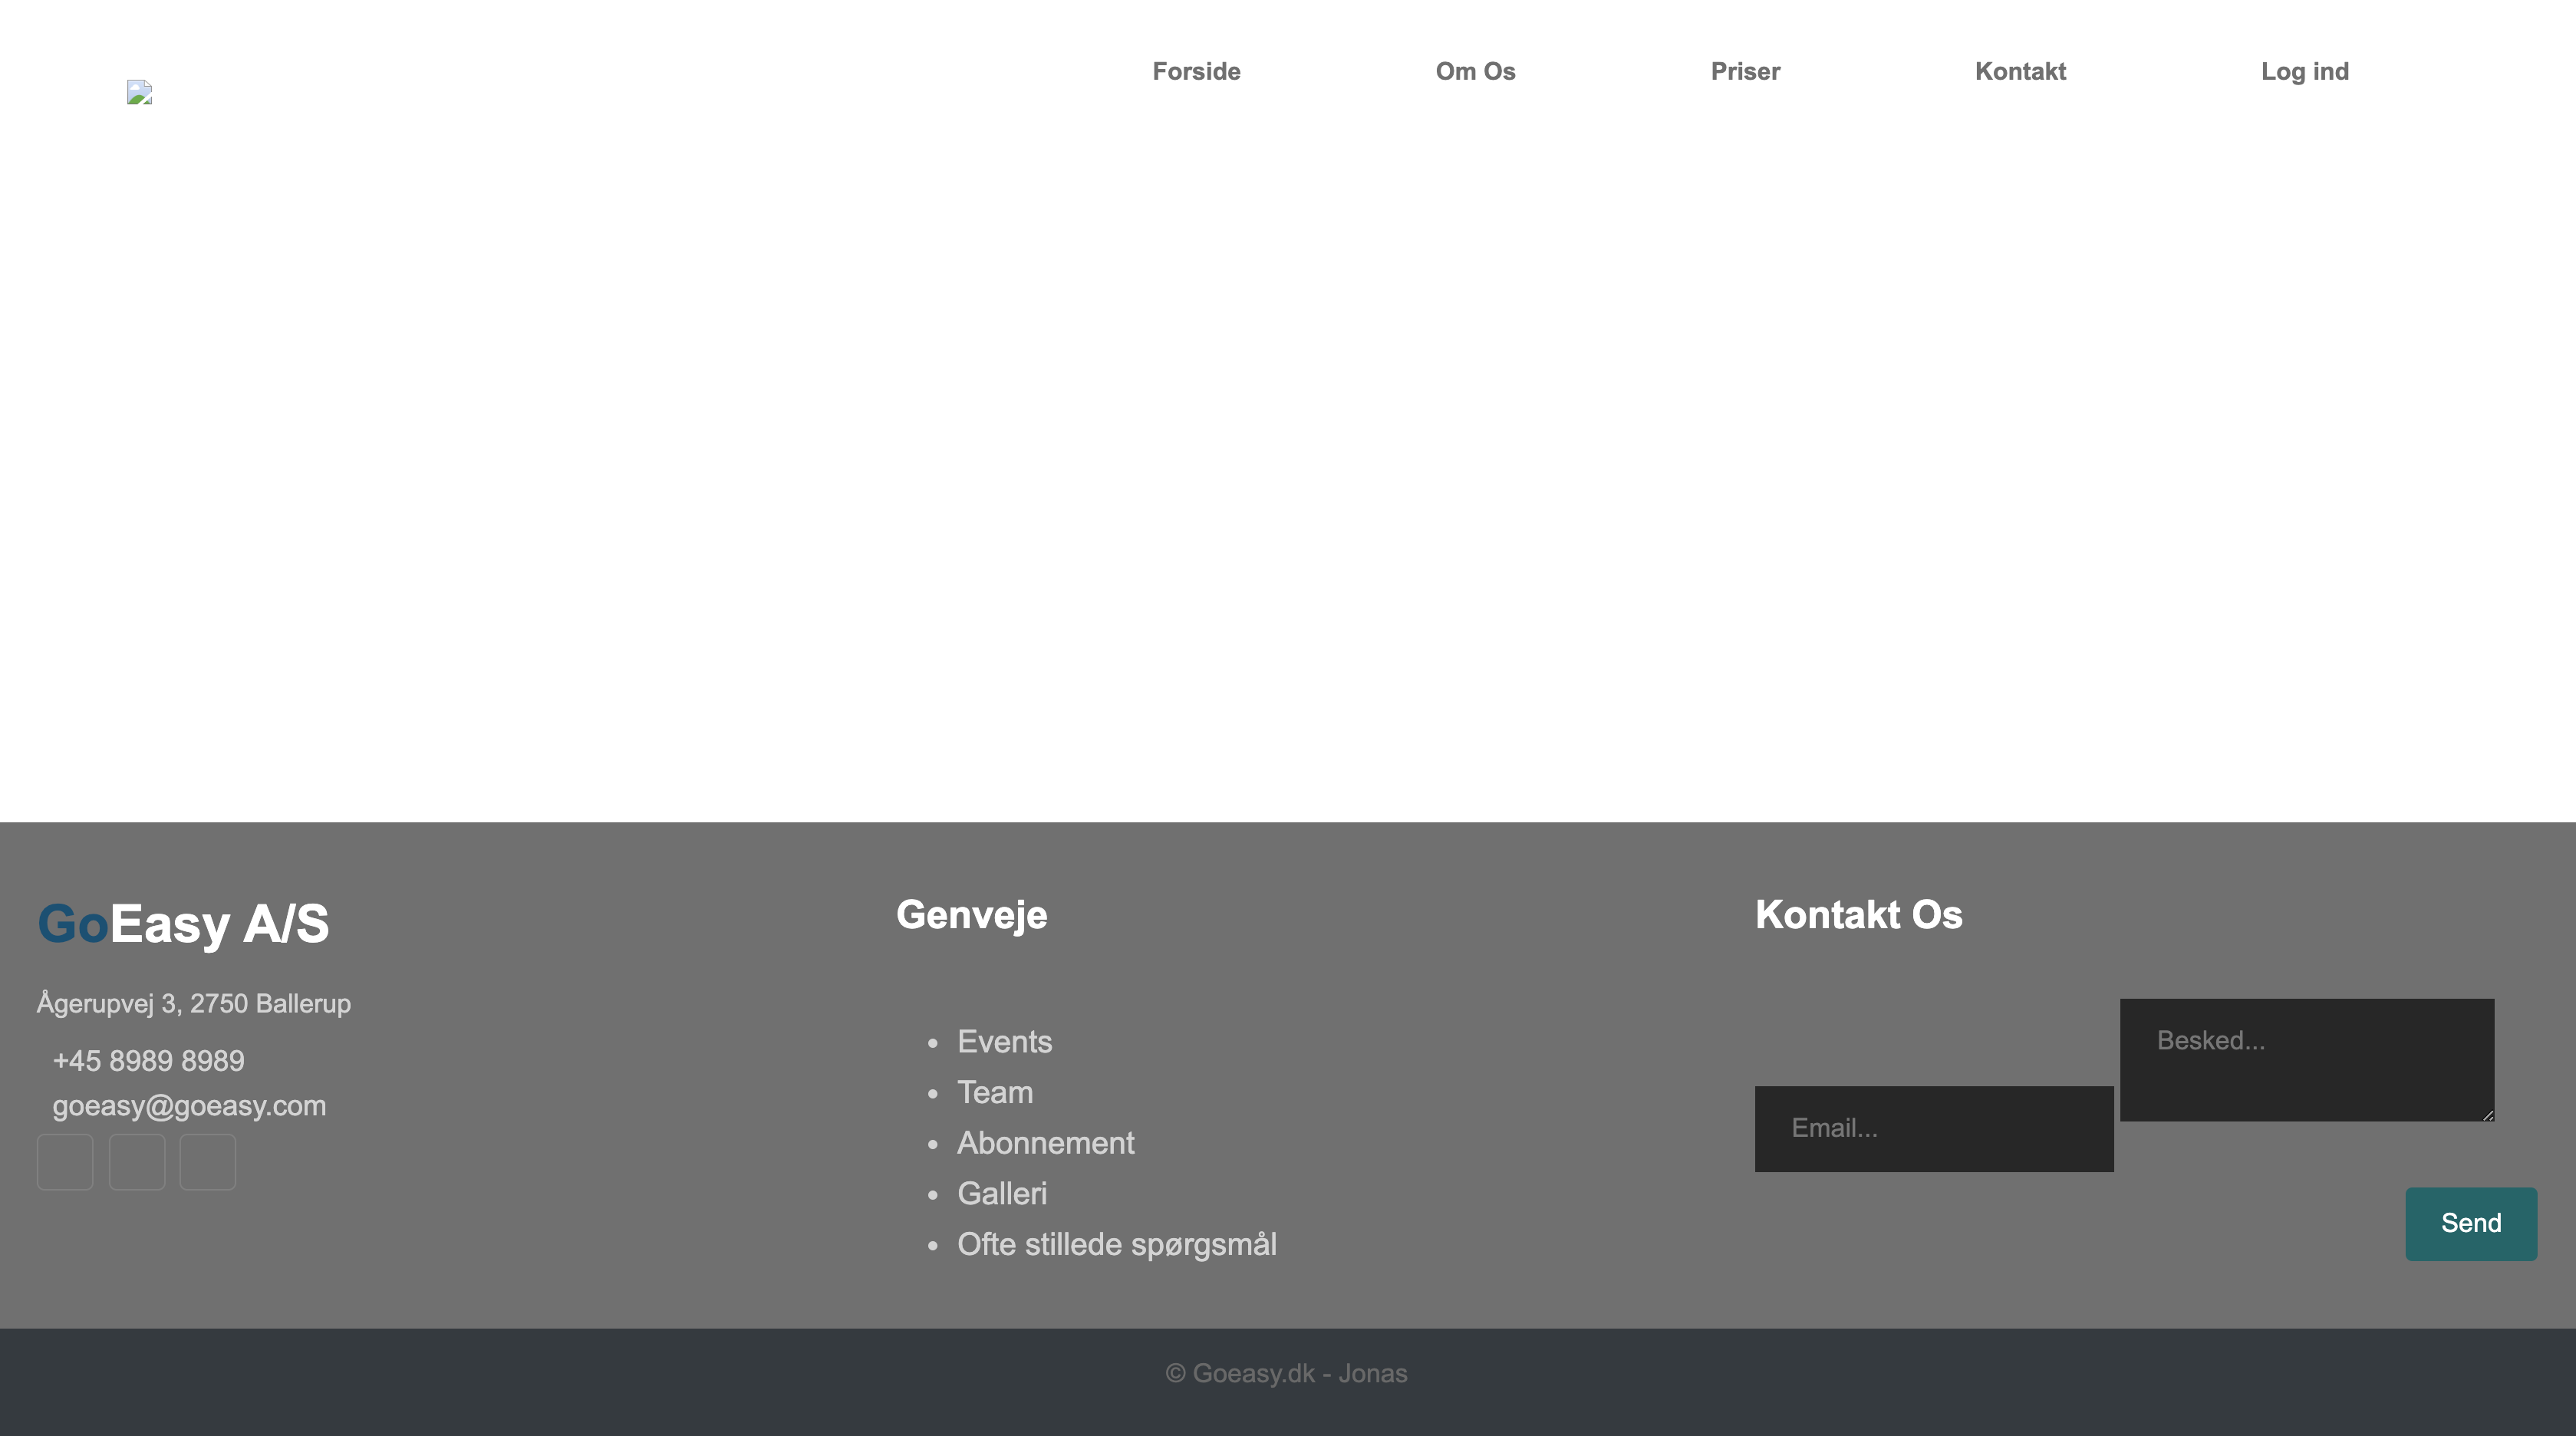 Forside
Om Os
Priser
Kontakt
Log ind
GoEasy A/S
Ågerupvej 3, 2750 Ballerup
+45 8989 8989
goeasy@goeasy.com
Genveje
Events
Team
Abonnement
Galleri
Ofte stillede spørgsmål
Kontakt Os
Email...
Besked...
Send
© Goeasy.dk - Jonas